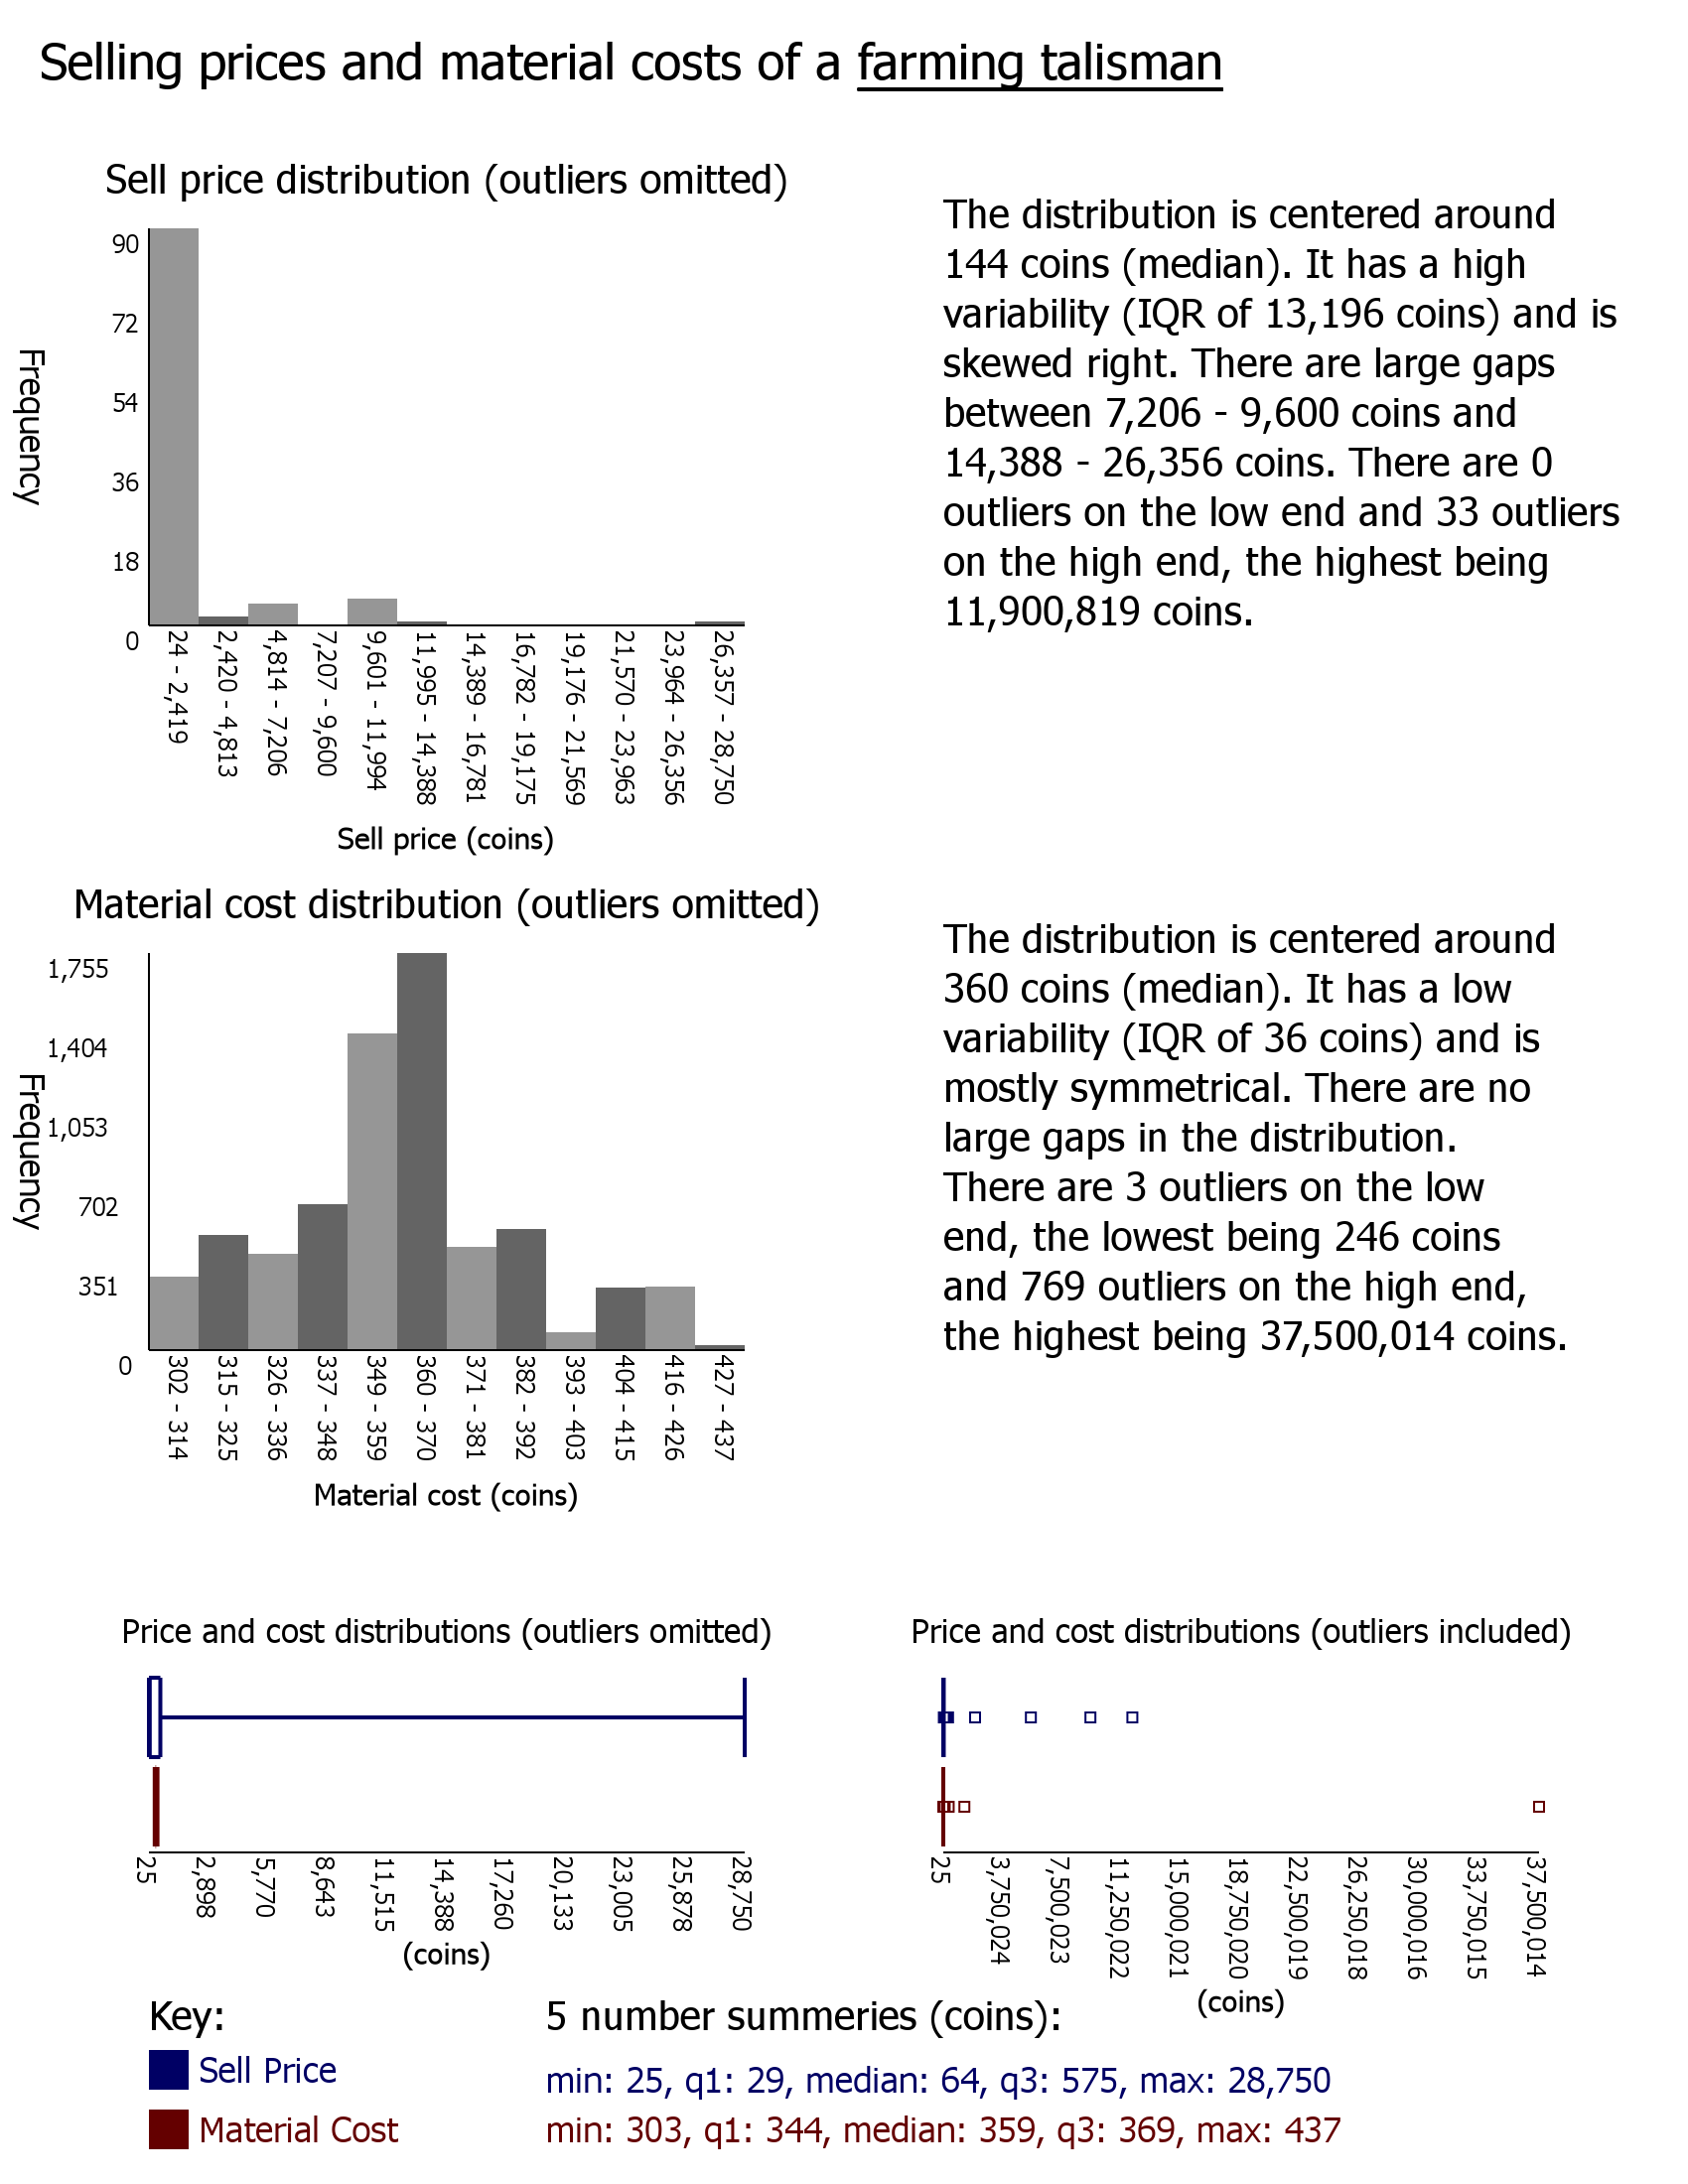 Selling prices and material costs of a farming talisman
Sell price distribution (outliers omitted)
90
72
54
36
18
0
Frequency
24 - 2,419
2,420 - 4,813
4,814 - 7,206
7,207 - 9,600
9,601 - 11,994
11,995 - 14,388
14,389 - 16,781
16,782 - 19,175
19,176 - 21,569
21,570 - 23,963
23,964 - 26,356
26,357 - 28,750
Sell price (coins)
The distribution is centered around
144 coins (median). It has a high
variability (IQR of 13,196 coins) and is
skewed right. There are large gaps
between 7,206 - 9,600 coins and
14,388 - 26,356 coins. There are 0
outliers on the low end and 33 outliers
on the high end, the highest being
11,900,819 coins.
Material cost distribution (outliers omitted)
1,755
1,404
1,053
702
351
0
Frequency
302 - 314
315 - 325
326 - 336
337 - 348
349 - 359
360 - 370
371 - 381
382 - 392
393 - 403
404 - 415
416 - 426
427 - 437
Material cost (coins)
The distribution is centered around
360 coins (median). It has a low
variability (IQR of 36 coins) and is
mostly symmetrical. There are no
large gaps in the distribution.
There are 3 outliers on the low
end, the lowest being 246 coins
and 769 outliers on the high end,
the highest being 37,500,014 coins.
Price and cost distributions (outliers omitted)
25
2,898
5,770
8,643
11,515
14,388
17,260
20,133
23,005
25,878
28,750
(coins)
Price and cost distributions (outliers included)
25
3,750,024
7,500,023
11,250,022
15,000,021
18,750,020
22,500,019
26,250,018
30,000,016
33,750,015
37,500,014
(coins)
Key:
Sell Price
Material Cost
5 number summeries (coins):
min: 25, q1: 29, median: 64, q3: 575, max: 28,750
min: 303, q1: 344, median: 359, q3: 369, max: 437